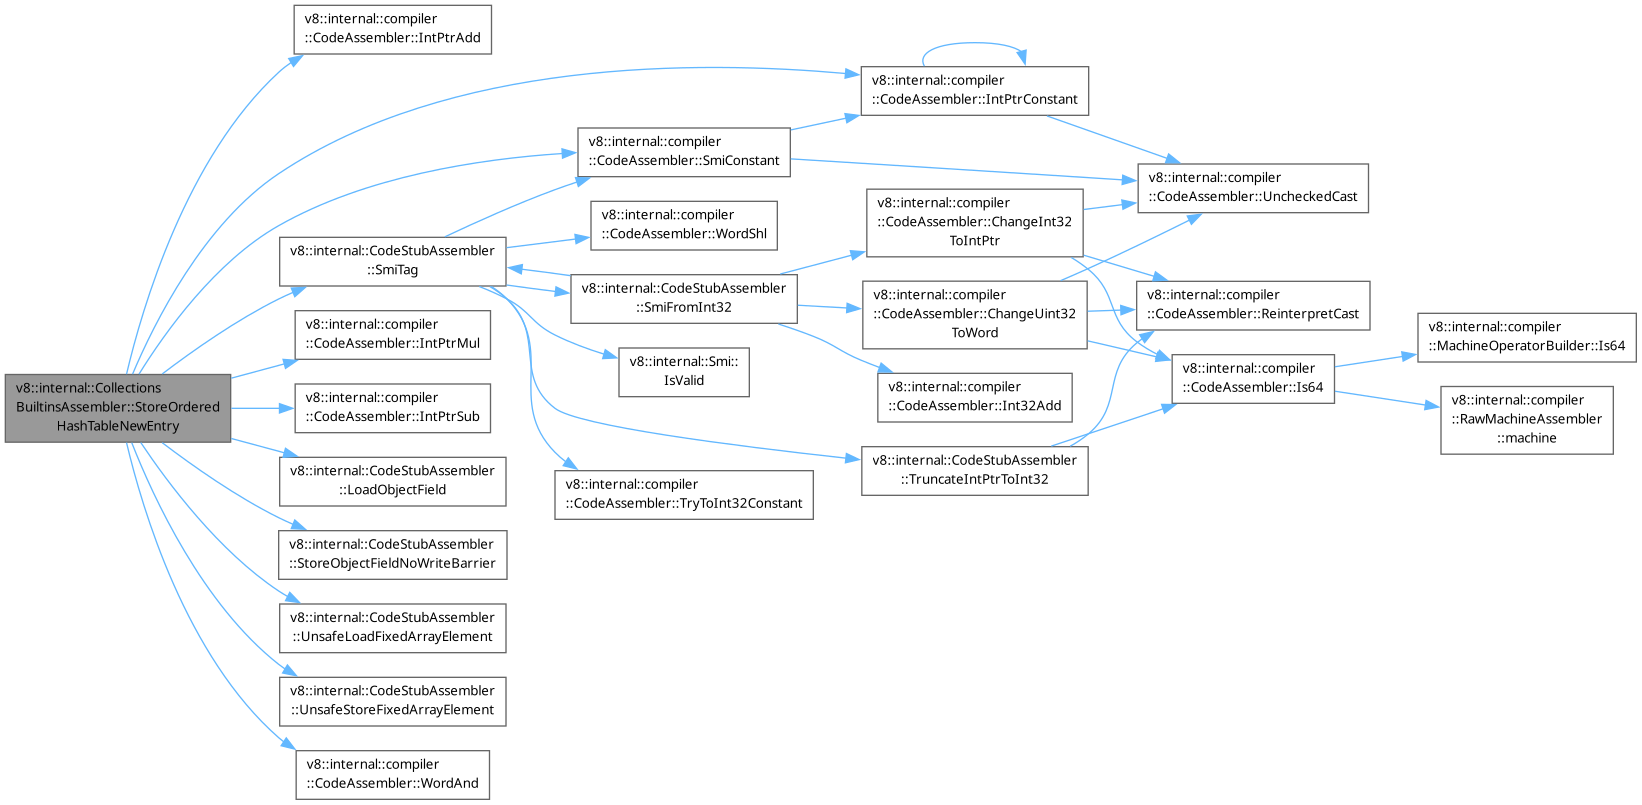 v8::internal::Collections
BuiltinsAssembler::StoreOrdered
HashTableNewEntry
v8::internal::compiler
::CodeAssembler::IntPtrAdd
v8::internal::compiler
::CodeAssembler::IntPtrConstant
v8::internal::compiler
::CodeAssembler::SmiConstant
v8::internal::CodeStubAssembler
::SmiTag
v8::internal::compiler
::CodeAssembler::IntPtrMul
v8::internal::compiler
::CodeAssembler::IntPtrSub
v8::internal::CodeStubAssembler
::LoadObjectField
v8::internal::CodeStubAssembler
::StoreObjectFieldNoWriteBarrier
v8::internal::CodeStubAssembler
::UnsafeLoadFixedArrayElement
v8::internal::CodeStubAssembler
::UnsafeStoreFixedArrayElement
v8::internal::compiler
::CodeAssembler::WordAnd
v8::internal::compiler
::CodeAssembler::WordShl
v8::internal::CodeStubAssembler
::SmiFromInt32
v8::internal::Smi::
IsValid
v8::internal::compiler
::CodeAssembler::TryToInt32Constant
v8::internal::compiler
::CodeAssembler::ChangeInt32
ToIntPtr
v8::internal::compiler
::CodeAssembler::ChangeUint32
ToWord
v8::internal::compiler
::CodeAssembler::Int32Add
v8::internal::CodeStubAssembler
::TruncateIntPtrToInt32
v8::internal::compiler
::CodeAssembler::UncheckedCast
v8::internal::compiler
::CodeAssembler::ReinterpretCast
v8::internal::compiler
::CodeAssembler::Is64
v8::internal::compiler
::MachineOperatorBuilder::Is64
v8::internal::compiler
::RawMachineAssembler
::machine